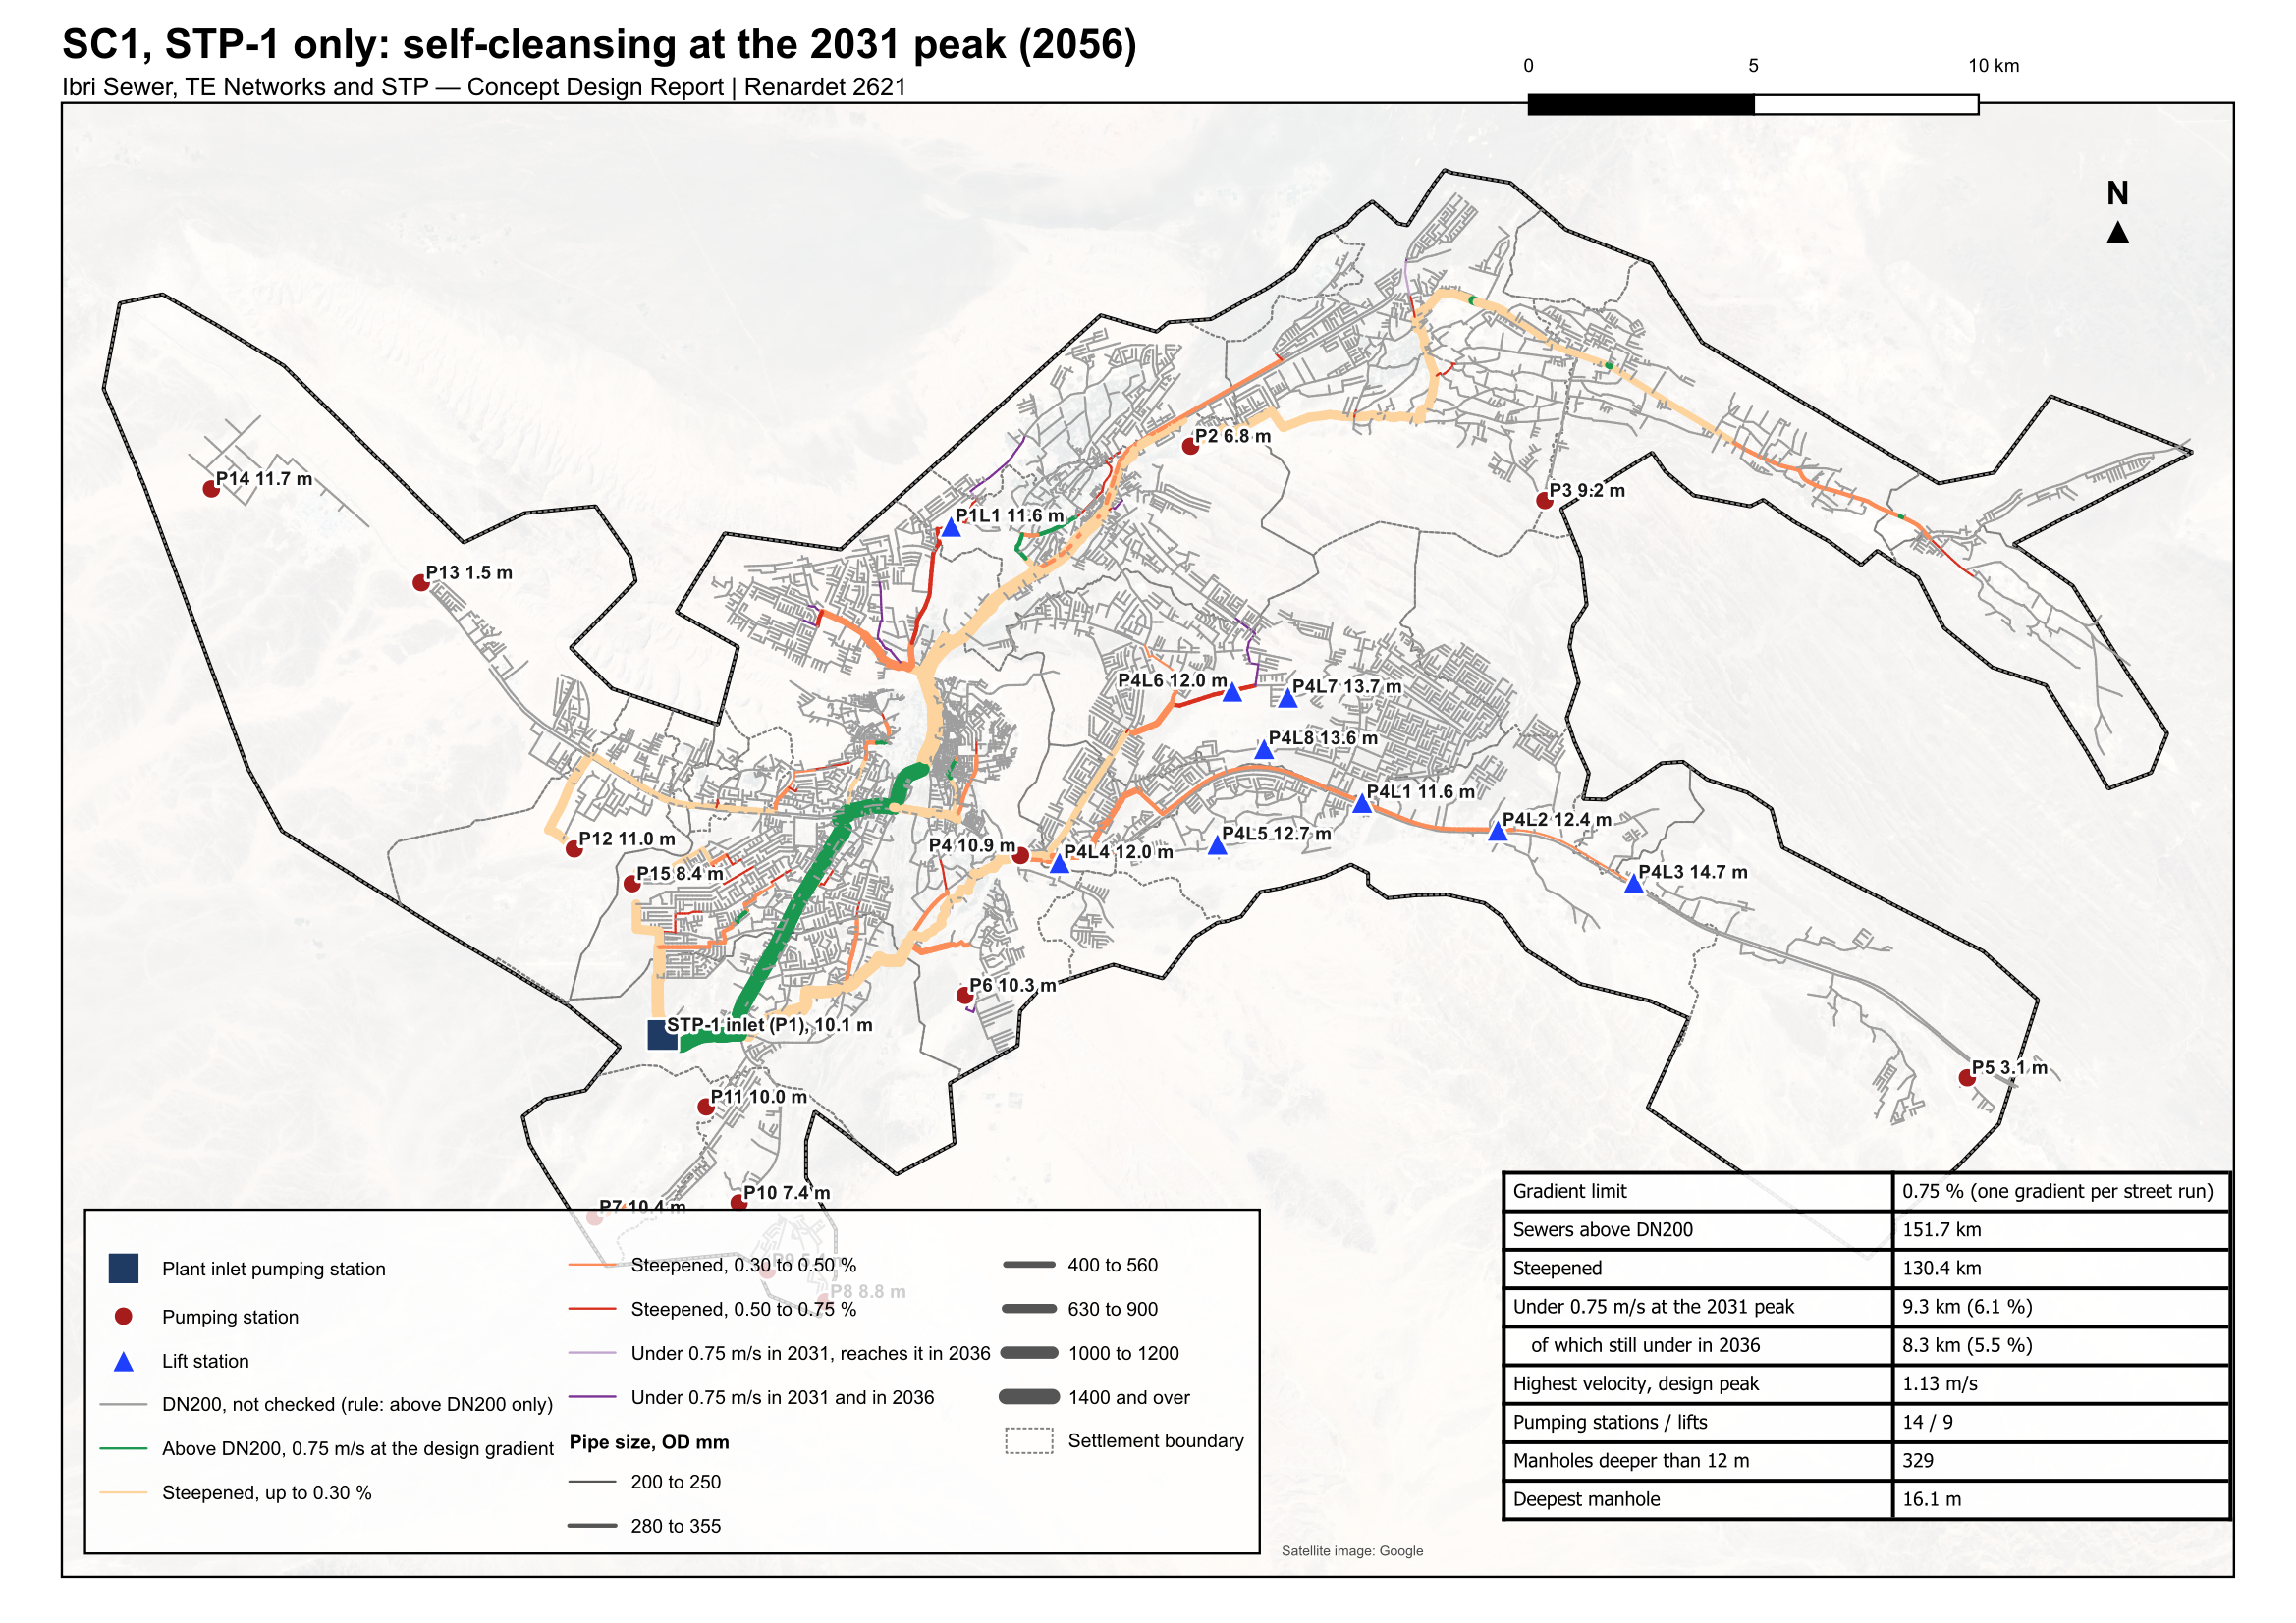 SC1, STP-1 only: self-cleansing at the 2031 peak (2056)
Ibri Sewer, TE Networks and STP — Concept Design Report | Renardet 2621
0 5 10 km
N
P2 6.8 m
P14 11.7 m
P3 9.2 m
P1L1 11.6 m
P13 1.5 m
P4L6 12.0 m
P4L7 13.7 m
P4L8 13.6 m
P4L1 11.6 m
P4L2 12.4 m
P12 11.0 m
P4L5 12.7 m
P4 10.9 m
P4L4 12.0 m
P15 8.4 m
P4L3 14.7 m
P6 10.3 m
STP-1 inlet (P1), 10.1 m
P5 3.1 m
P11 10.0 m
P10 7.4 m
P7 10.4 m
P8 8.8 m
Plant inlet pumping station
Pumping station
Lift station
DN200, not checked (rule: above DN200 only)
Above DN200, 0.75 m/s at the design gradient
Steepened, up to 0.30 %
Steepened, 0.30 to 0.50 %
Steepened, 0.50 to 0.75 %
Under 0.75 m/s in 2031, reaches it in 2036
Under 0.75 m/s in 2031 and in 2036
Pipe size, OD mm
200 to 250
280 to 355
400 to 560
630 to 900
1000 to 1200
1400 and over
Settlement boundary
Gradient limit 0.75 % (one gradient per street run)
Sewers above DN200 151.7 km
Steepened 130.4 km
Under 0.75 m/s at the 2031 peak 9.3 km (6.1 %)
of which still under in 2036 8.3 km (5.5 %)
Highest velocity, design peak 1.13 m/s
Pumping stations / lifts 14 / 9
Manholes deeper than 12 m 329
Deepest manhole 16.1 m
Satellite image: Google